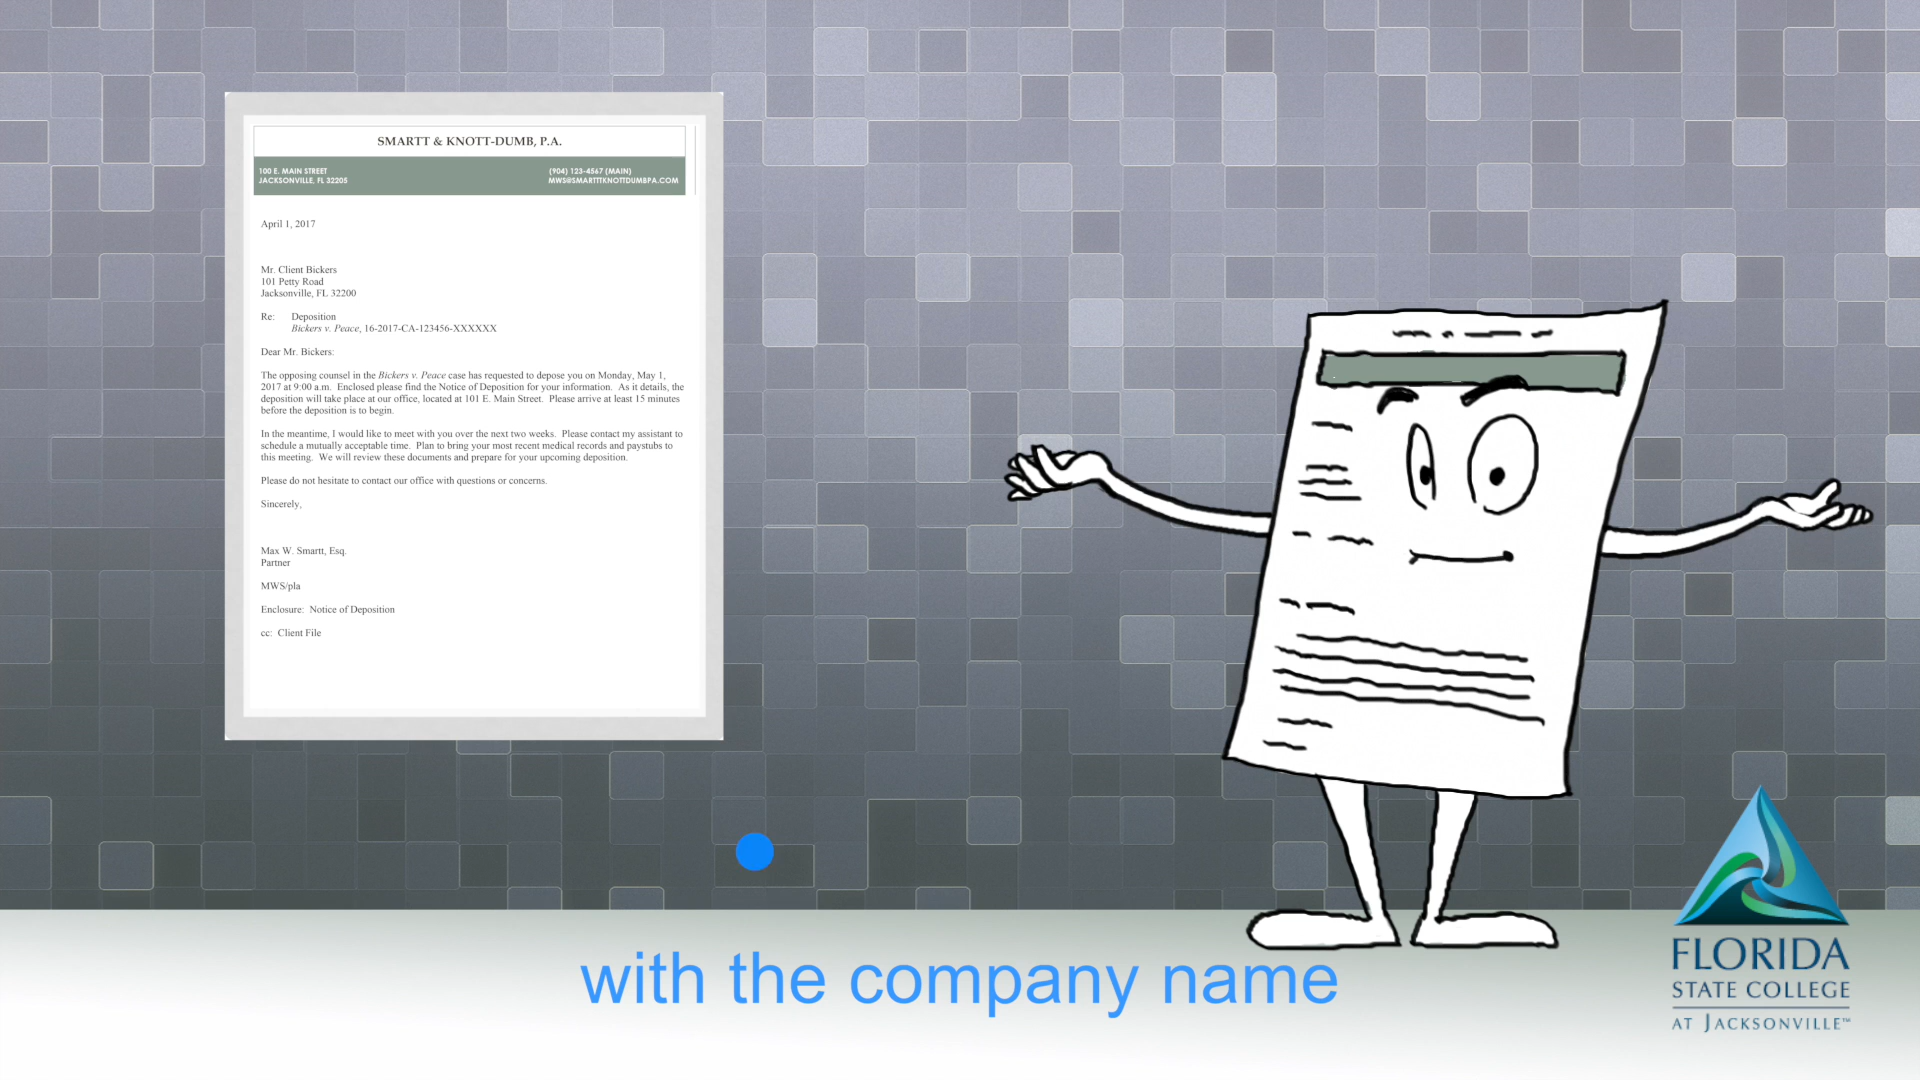 SMARTT & KNOTT-DUMB, P.A.
100 E. MAIN STREET
JACKSONVILLE, FL 32205
(904) 123-4567 (MAIN)
MWS@SMARTTTKNOTTDUMBPA.COM
April 1, 2017
Mr. Client Bickers
101 Petty Road
Jacksonville, FL 32200
Re: Deposition
Bickers v. Peace, 16-2017-CA-123456-XXXXXX
Dear Mr. Bickers:
The opposing counsel in the Bickers v. Peace case has requested to depose you on Monday, May 1,
2017 at 9:00 a.m. Enclosed please find the Notice of Deposition for your information. As it details, the
deposition will take place at our office, located at 101 E. Main Street. Please arrive at least 15 minutes
before the deposition is to begin.
In the meantime, I would like to meet with you over the next two weeks. Please contact my assistant to
schedule a mutually acceptable time. Plan to bring your most recent medical records and paystubs to
this meeting. We will review these documents and prepare for your upcoming deposition.
Please do not hesitate to contact our office with questions or concerns.
Sincerely,
Max W. Smartt, Esq.
Partner
MWS/pla
Enclosure: Notice of Deposition
cc: Client File
with the company name
FLORIDA
STATE COLLEGE
AT JACKSONVILLE™